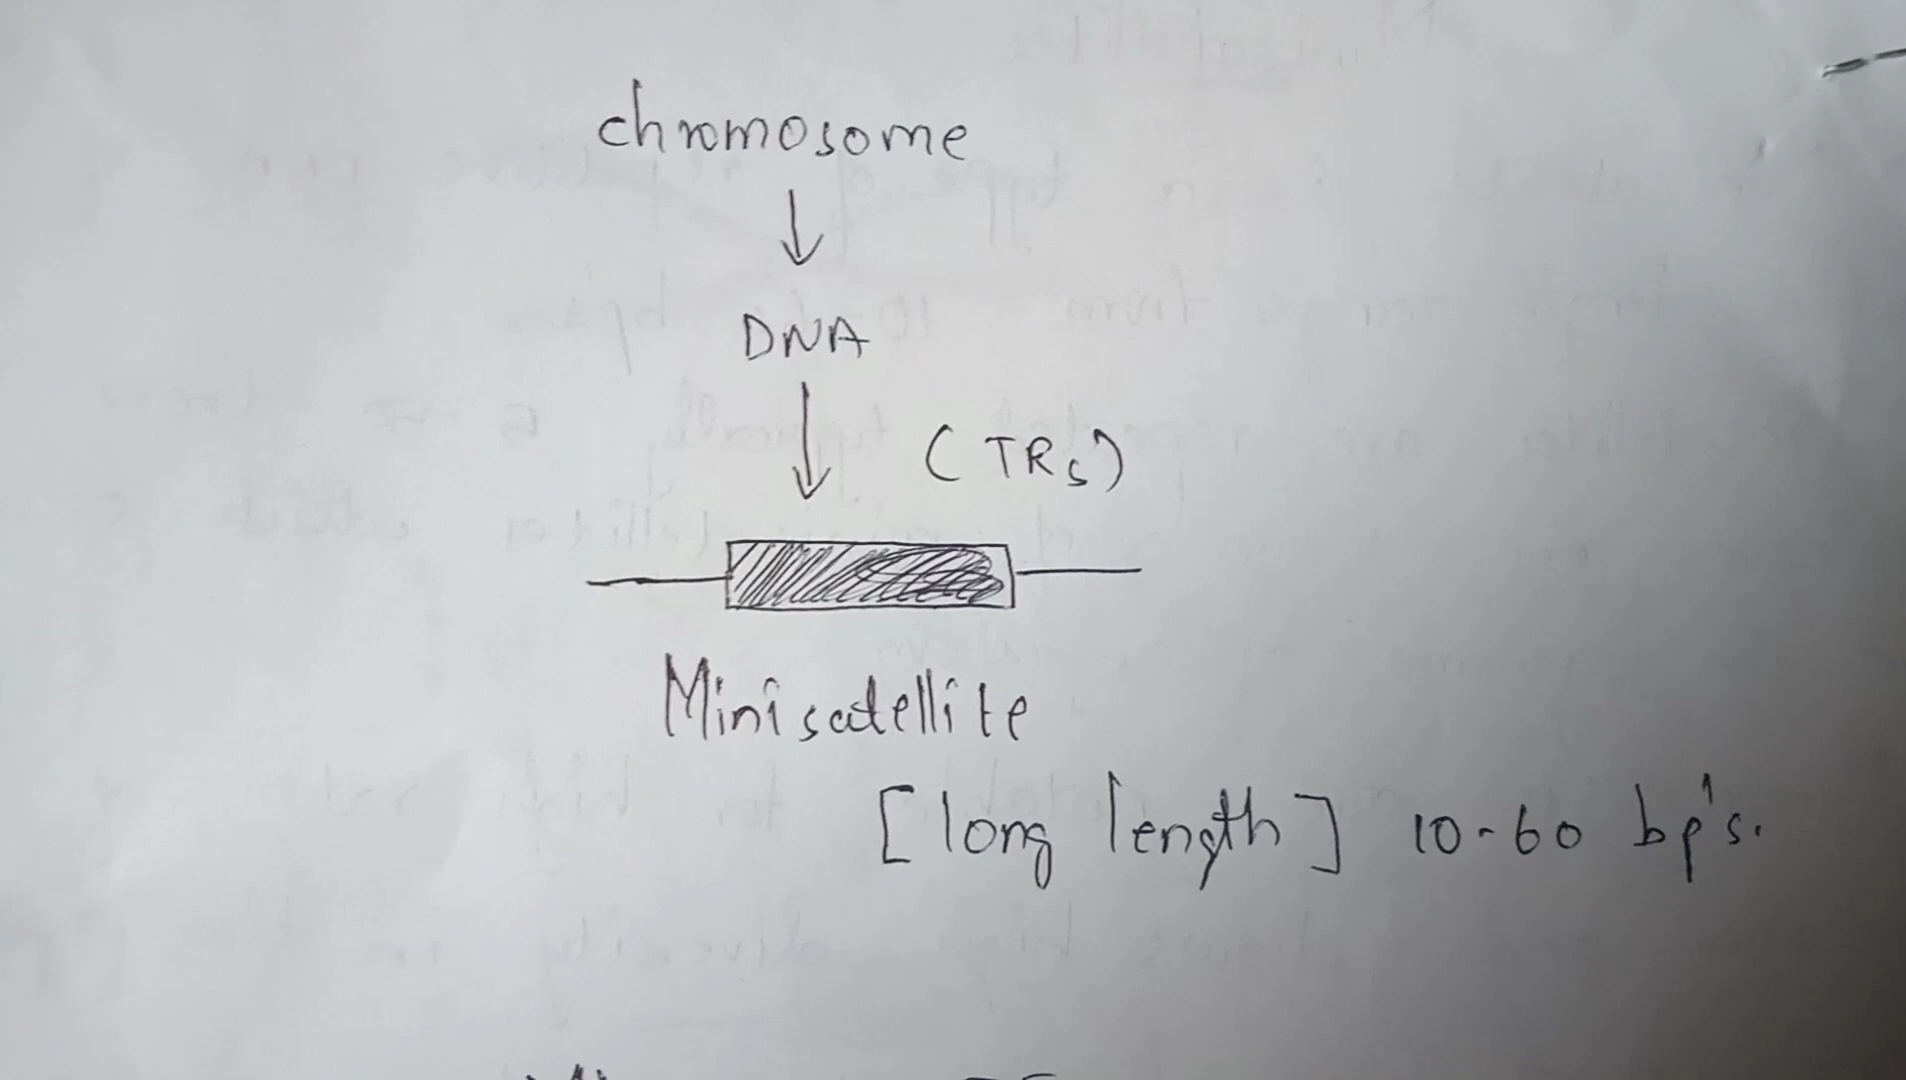 chromosome
DNA
(TRs)
Minisatellite
[long length] 10-60 bp's.